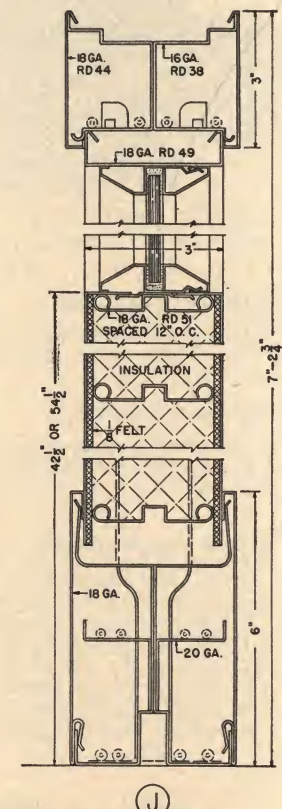 18 GA.
RD 44
16 GA.
RD 38
3"
18 GA. RD 49
3"
18 GA. RD 51
SPACED 12" O.C.
INSULATION
1/8 FELT
42 1/2" OR 54 1/2"
7'-2 3/4"
18 GA.
20 GA.
6"
J